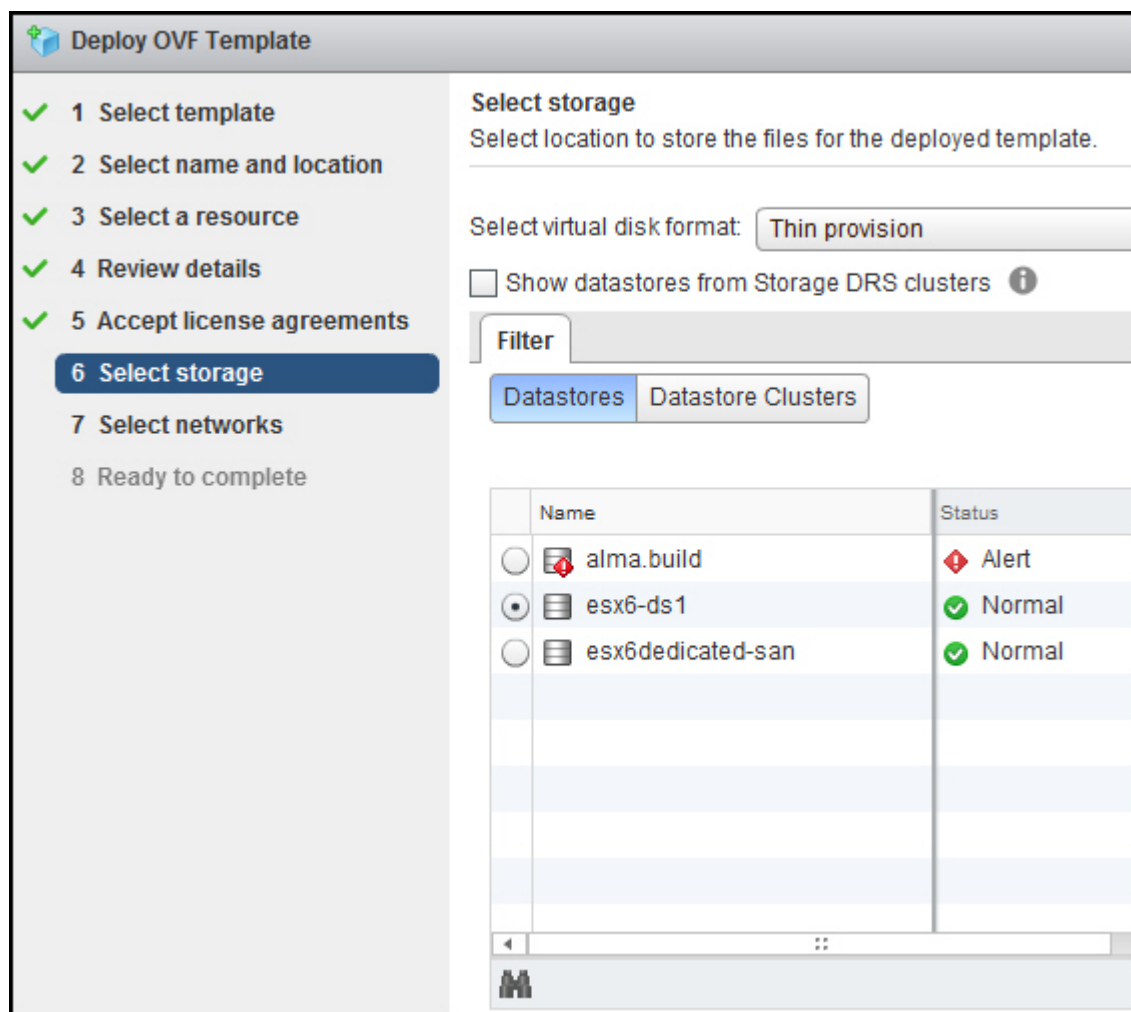 Deploy OVF Template
1 Select template
2 Select name and location
3 Select a resource
4 Review details
5 Accept license agreements
6 Select storage
7 Select networks
8 Ready to complete
Select storage
Select location to store the files for the deployed template.
Select virtual disk format: Thin provision
Show datastores from Storage DRS clusters
Filter
Datastores Datastore Clusters
Name Status
alma.build Alert
esx6-ds1 Normal
esx6dedicated-san Normal